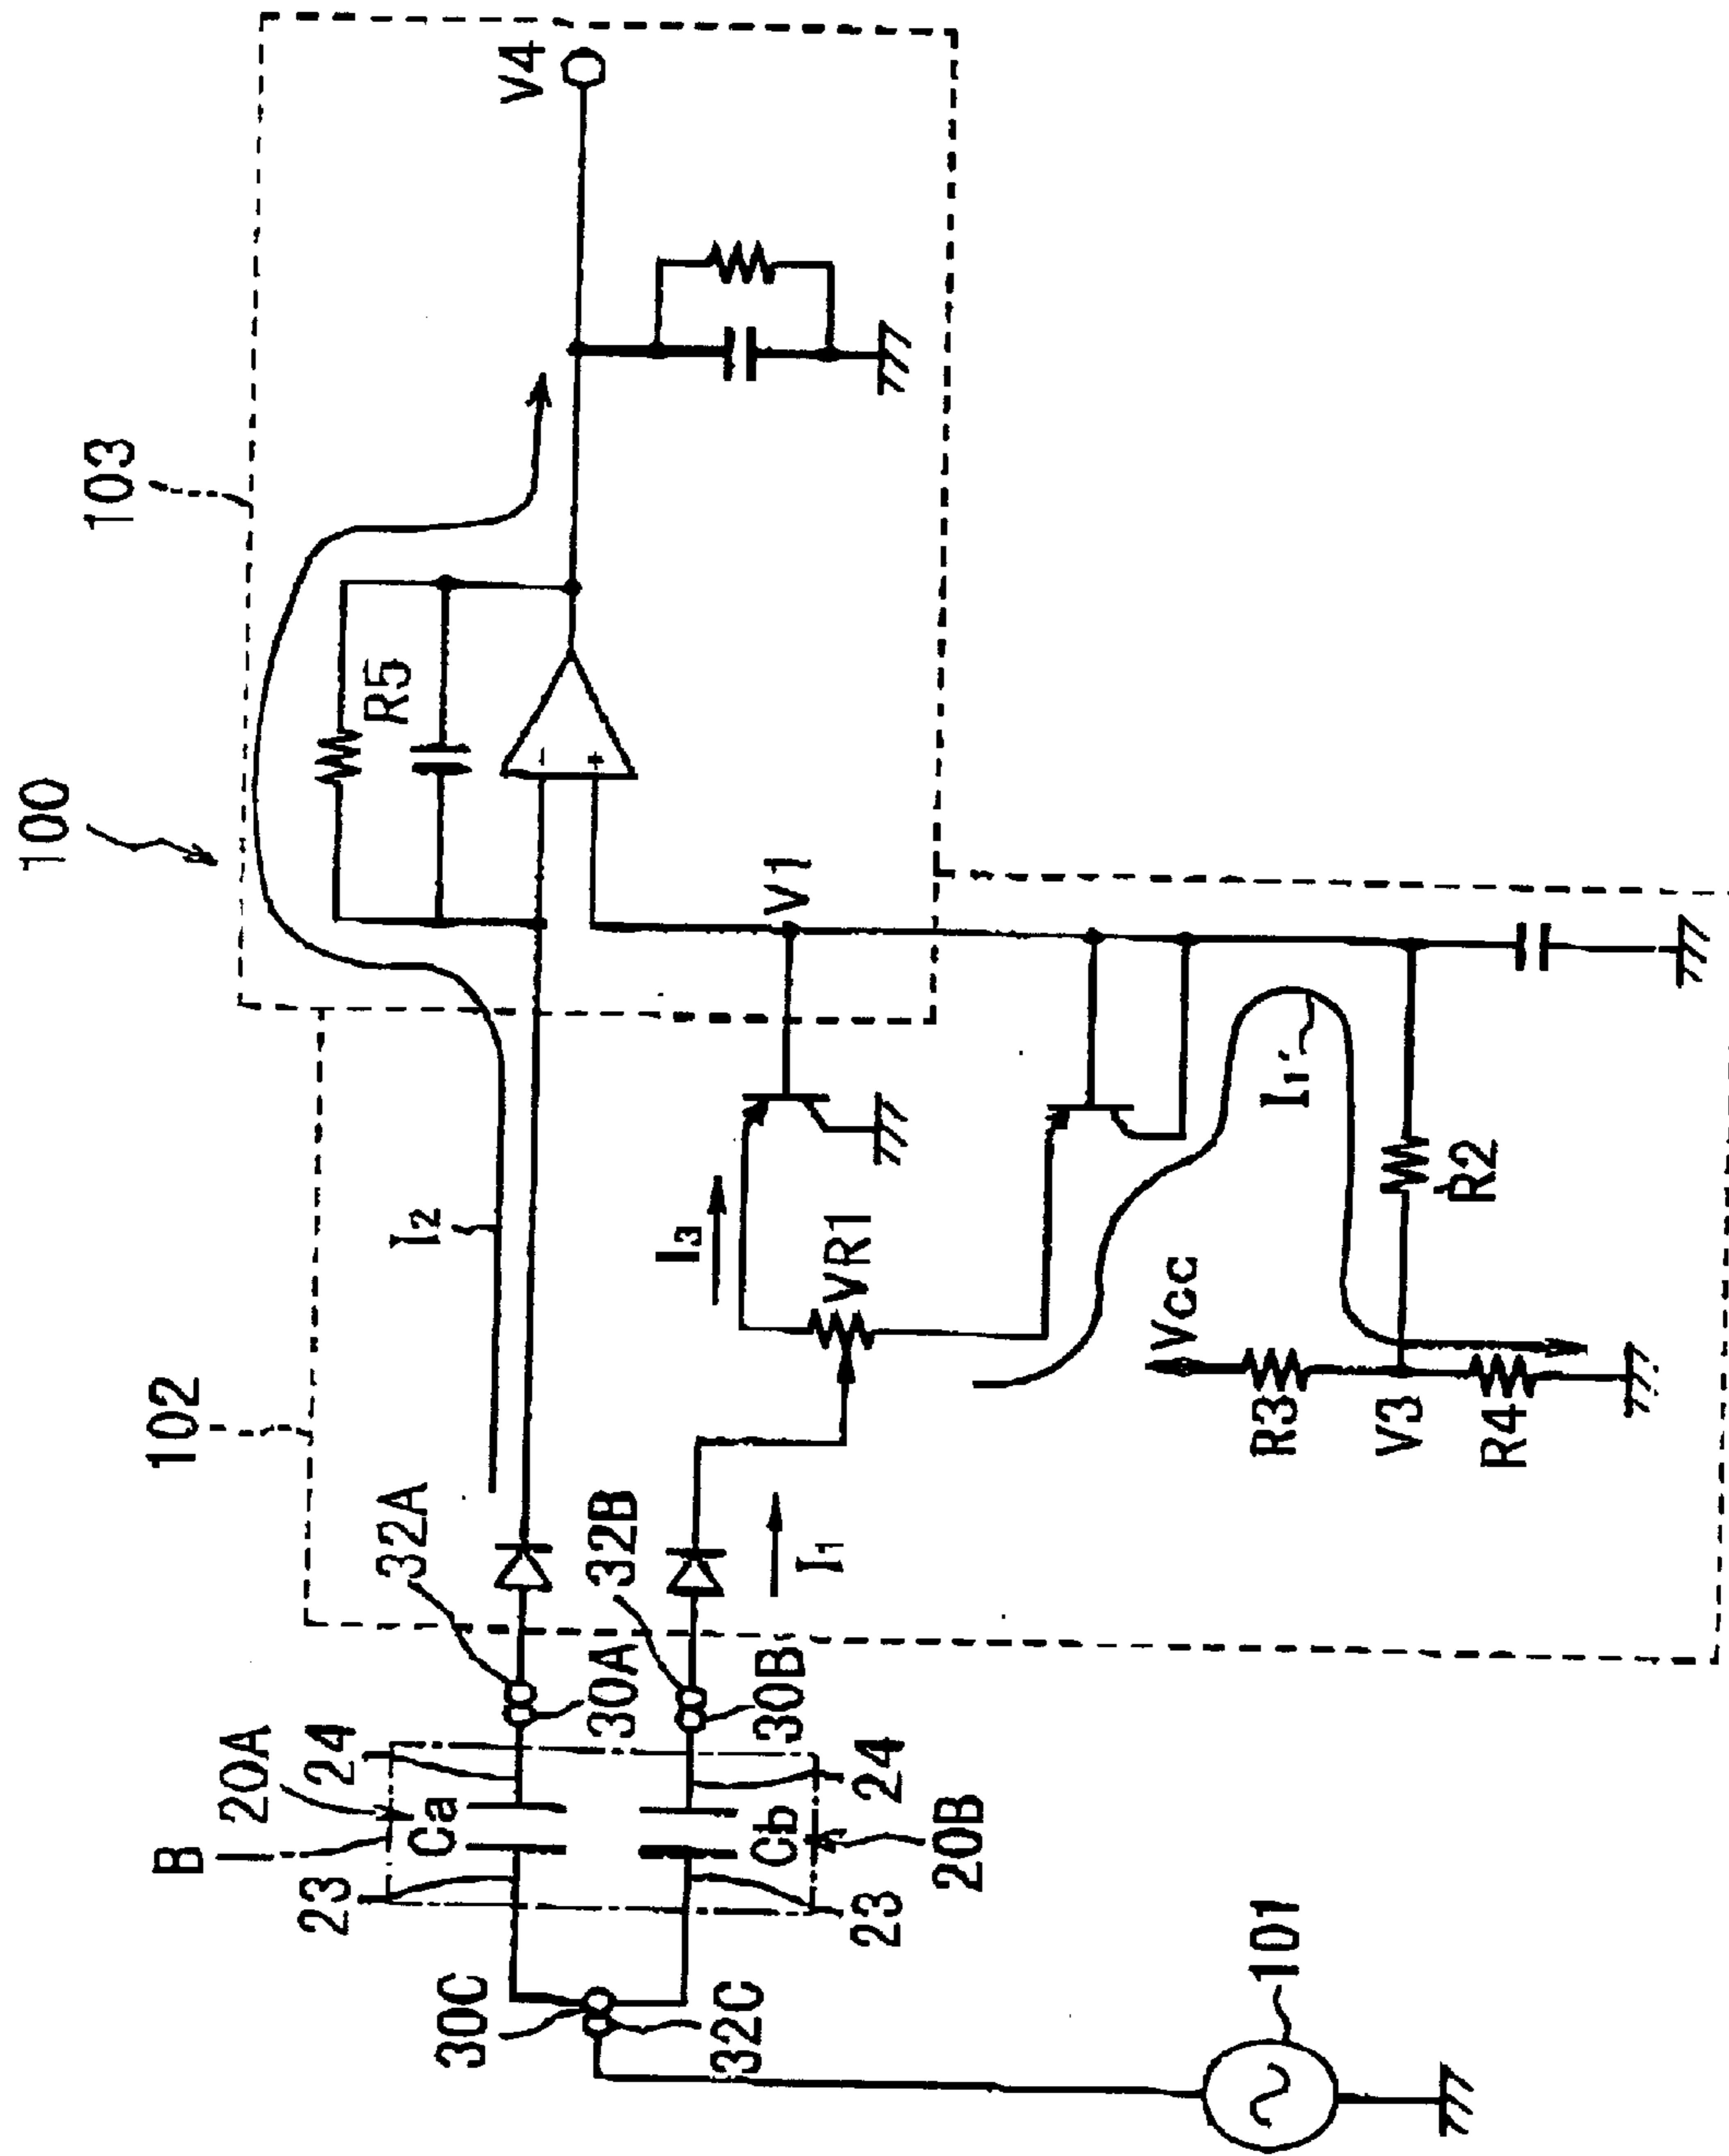 100
103
V4
R5
V1
102
I2
I3
VR1
Vcc
R3
V3
R4
R2
I1'
32A
32B
I1
30A
30B
B
20A
24
Ca
23
Cb
24
23
20B
30C
32C
101
-
+